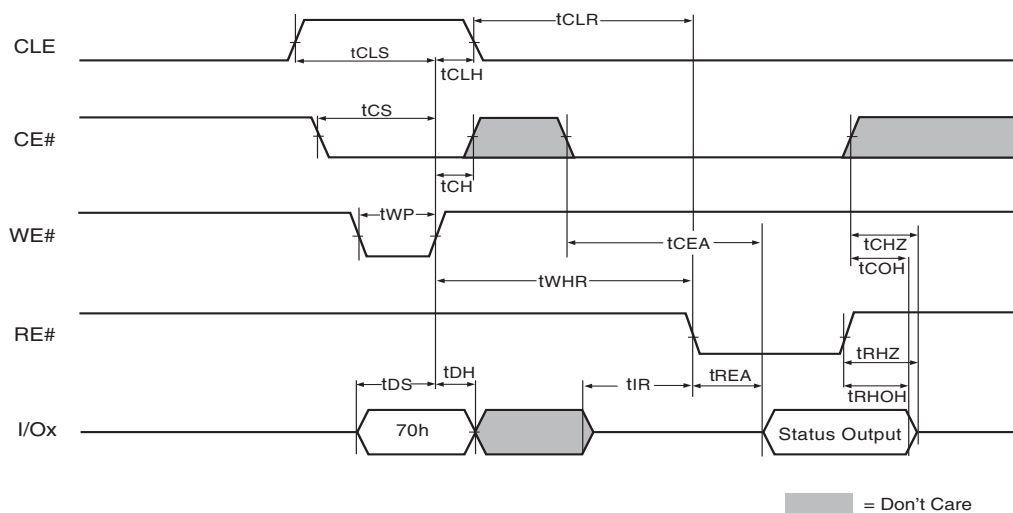 tCLR
CLE
tCLS
tCLH
tCS
CE#
tCH
tWP
WE#
tCEA
tCHZ
tCOH
tWHR
RE#
tDH
tRHZ
tDS
tIR
tREA
tRHOH
I/Ox
70h
Status Output
= Don't Care